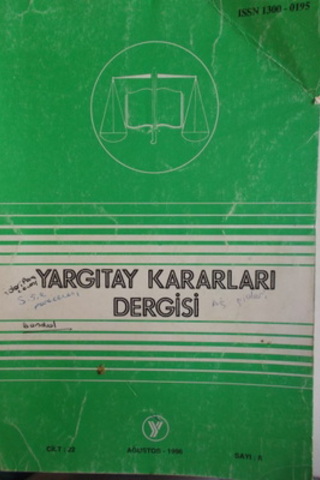 ISSN 1300-0195
YARGITAY KARARLARI
DERGİSİ
CİLT: 22
AĞUSTOS - 1996
SAYI: 8